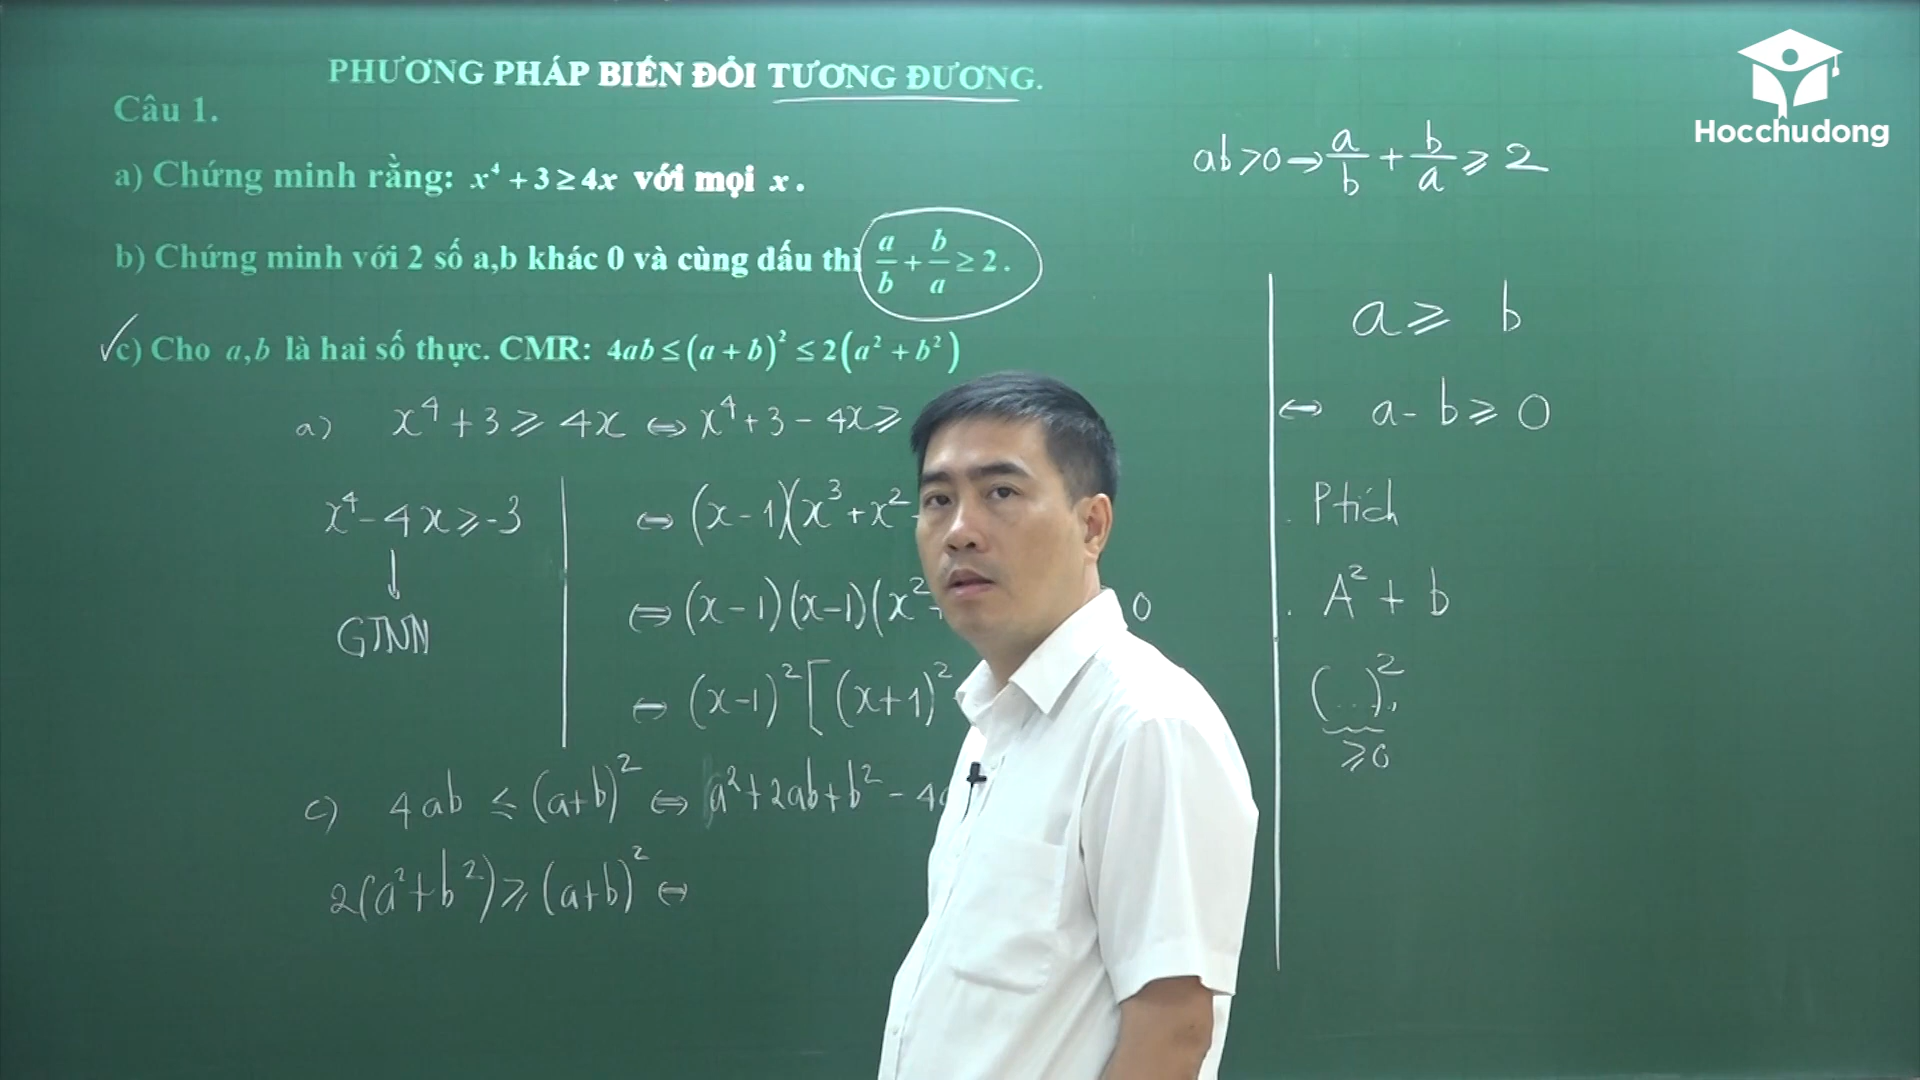 PHƯƠNG PHÁP BIẾN ĐỔI TƯƠNG ĐƯƠNG.
Hocchudong
Câu 1.
a) Chứng minh rằng: x⁴ + 3 ≥ 4x với mọi x.
b) Chứng minh với 2 số a,b khác 0 và cùng dấu thì a/b + b/a ≥ 2.
c) Cho a,b là hai số thực. CMR: 4ab ≤ (a + b)² ≤ 2(a² + b²)
a) x⁴ + 3 ≥ 4x ⇔ x⁴ + 3 - 4x ≥
x⁴ - 4x ≥ -3
↓
GTNN
⇔ (x - 1)(x³ + x²
⇔ (x - 1)(x - 1)(x² 0
⇔ (x - 1)² [(x + 1)²
c) 4ab ≤ (a+b)² ⇔ a² + 2ab + b² - 4a
2(a² + b²) ≥ (a+b)² ⇔
ab > 0 → a/b + b/a ≥ 2
a ≥ b
⇔ a - b ≥ 0
. Ptích
. A² + b
(...)²
≥ 0